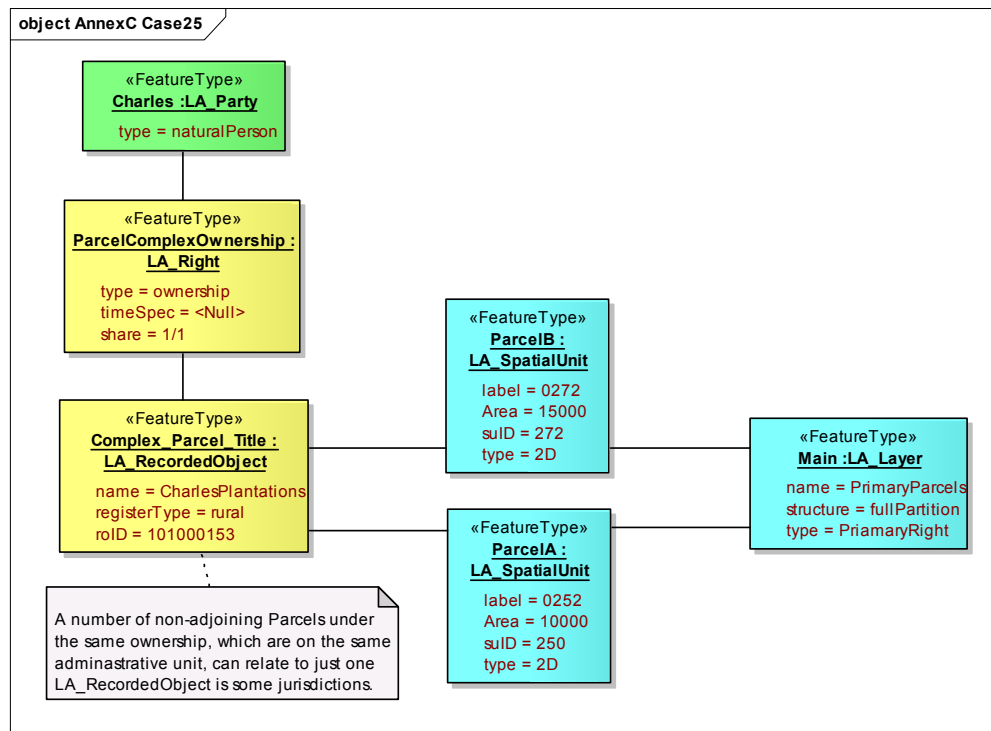 object AnnexC Case25
«FeatureType»
Charles :LA_Party
type = naturalPerson
«FeatureType»
ParcelComplexOwnership :
LA_Right
type = ownership
timeSpec = <Null>
share = 1/1
«FeatureType»
Complex_Parcel_Title :
LA_RecordedObject
name = CharlesPlantations
registerType = rural
roID = 101000153
A number of non-adjoining Parcels under
the same ownership, which are on the same
adminastrative unit, can relate to just one
LA_RecordedObject is some jurisdictions.
«FeatureType»
ParcelB :
LA_SpatialUnit
label = 0272
Area = 15000
suID = 272
type = 2D
«FeatureType»
ParcelA :
LA_SpatialUnit
label = 0252
Area = 10000
suID = 250
type = 2D
«FeatureType»
Main :LA_Layer
name = PrimaryParcels
structure = fullPartition
type = PriamaryRight